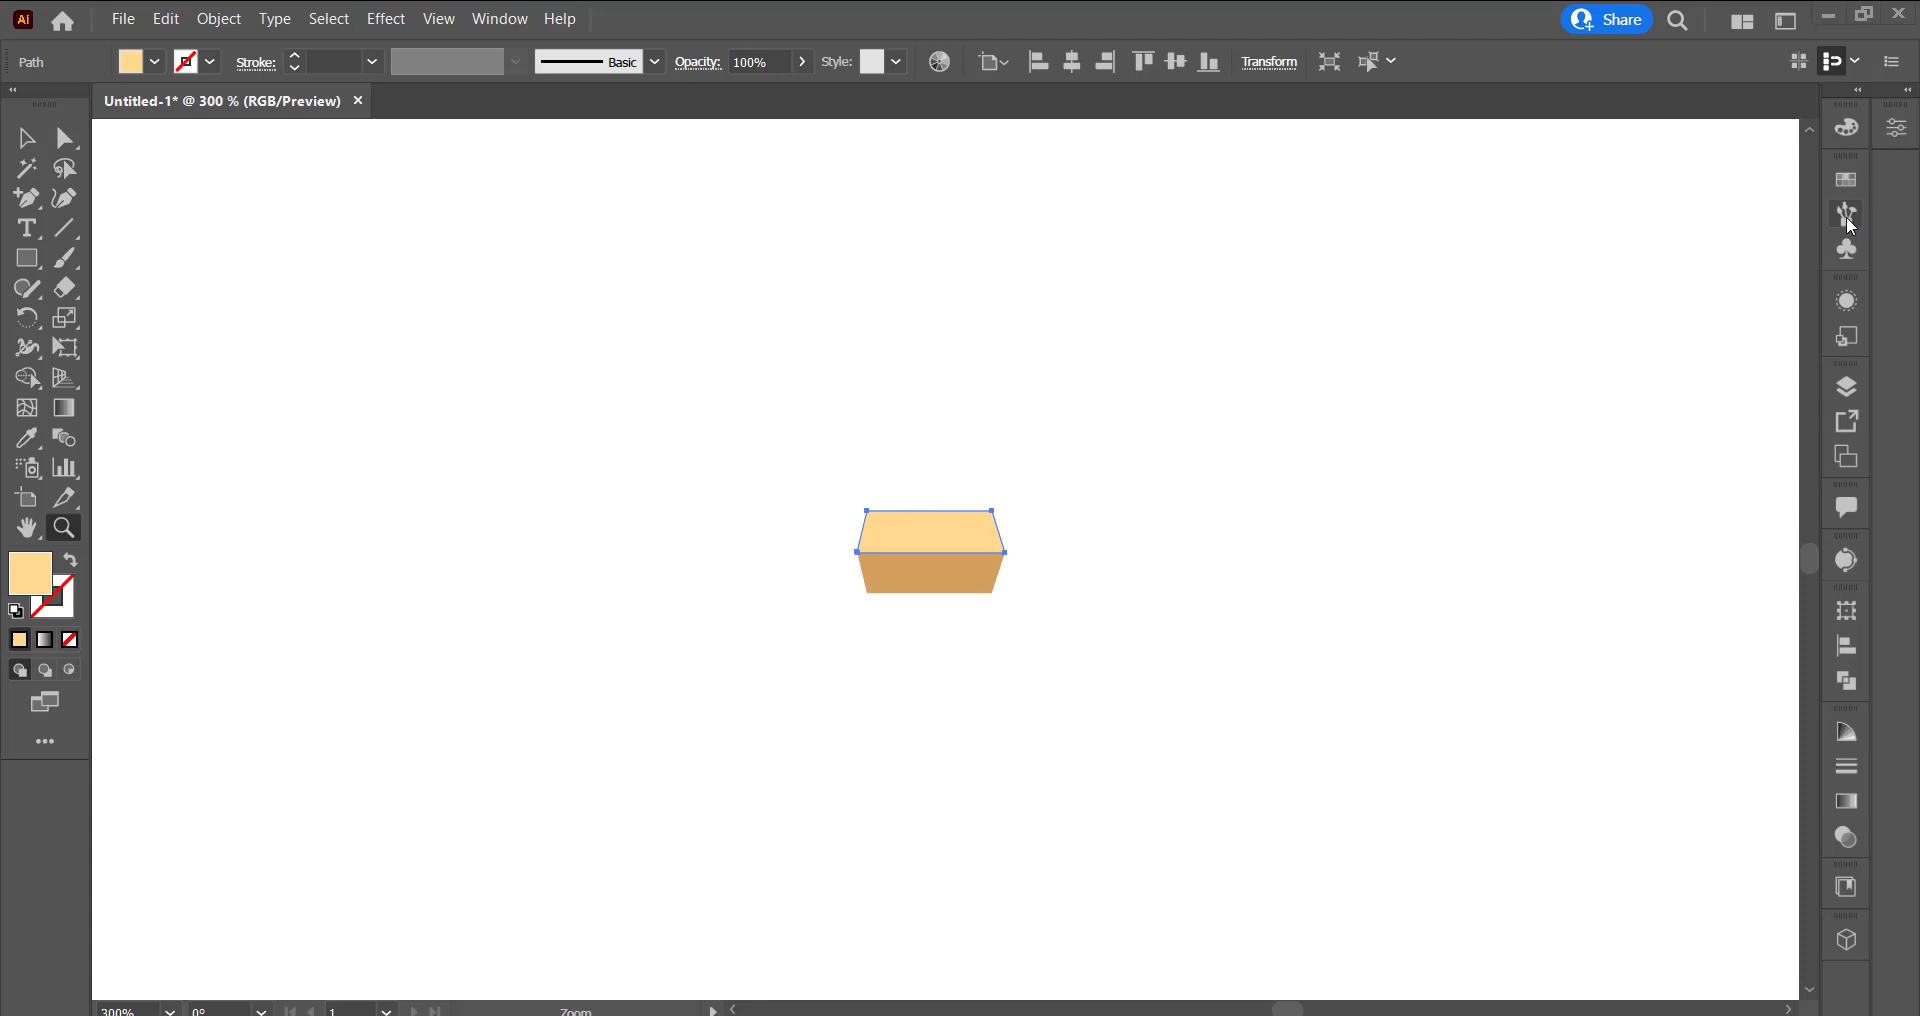 Ai File Edit Object Type Select Effect View Window Help Share
Path Stroke: Basic Opacity: 100% Style: Transform
Untitled-1* @ 300 % (RGB/Preview) ×
T
300% 0° 1 Zoom